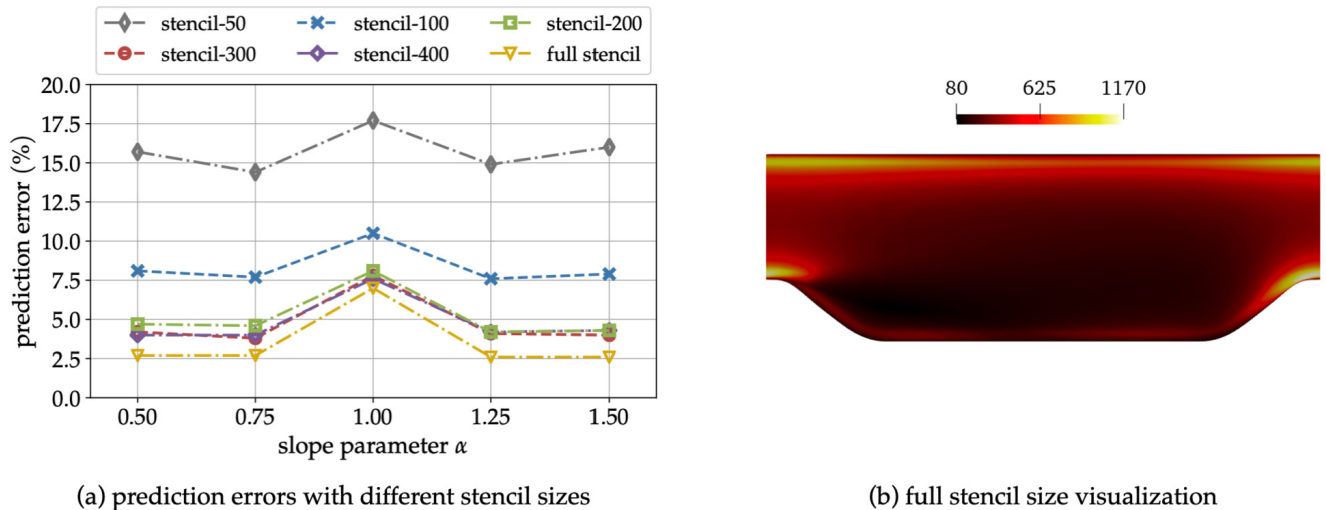 stencil-50 stencil-100 stencil-200
stencil-300 stencil-400 full stencil
20.0
17.5
15.0
12.5
10.0
7.5
5.0
2.5
0.0
prediction error (%)
0.50 0.75 1.00 1.25 1.50
slope parameter α
(a) prediction errors with different stencil sizes
80 625 1170
(b) full stencil size visualization